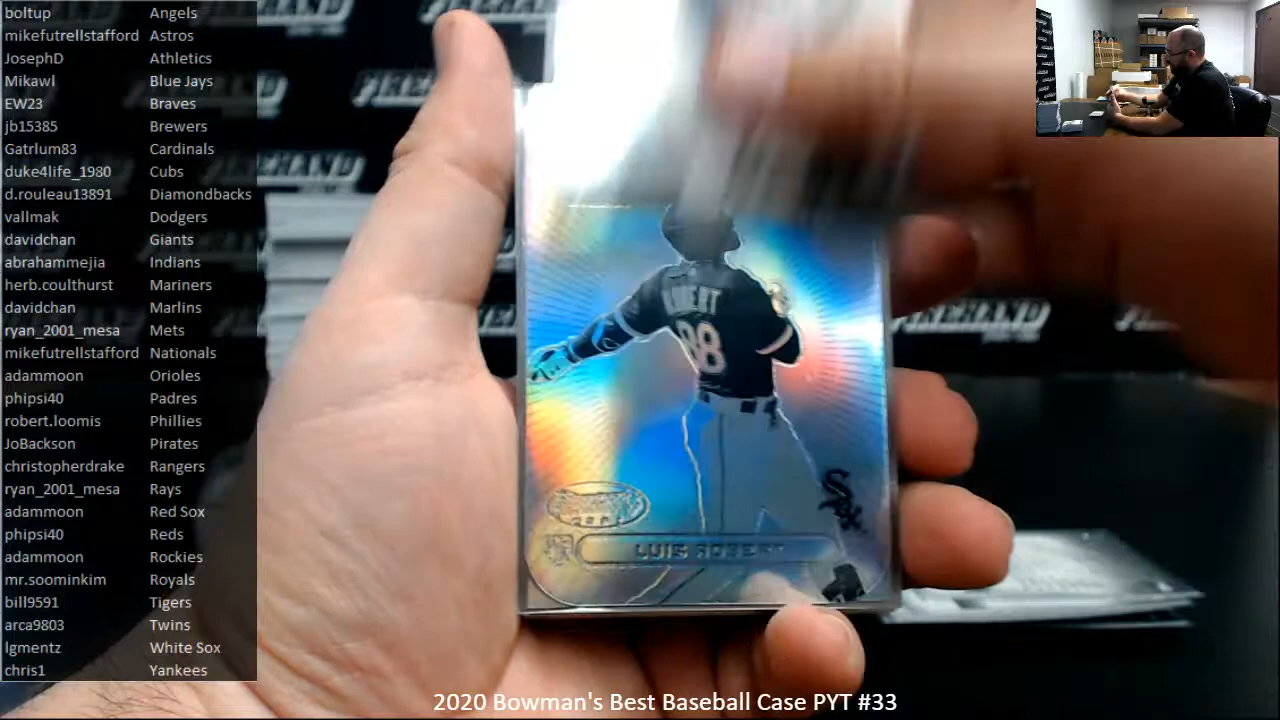 boltup Angels
mikefutrellstafford Astros
JosephD Athletics
Mikawl Blue Jays
EW23 Braves
jb15385 Brewers
Gatrlum83 Cardinals
duke4life_1980 Cubs
d.rouleau13891 Diamondbacks
vallmak Dodgers
davidchan Giants
abrahammejia Indians
herb.coulthurst Mariners
davidchan Marlins
ryan_2001_mesa Mets
mikefutrellstafford Nationals
adammoon Orioles
phipsi40 Padres
robert.loomis Phillies
JoBackson Pirates
christopherdrake Rangers
ryan_2001_mesa Rays
adammoon Red Sox
phipsi40 Reds
adammoon Rockies
mr.soominkim Royals
bill9591 Tigers
arca9803 Twins
lgmentz White Sox
chris1 Yankees
88
Sox
LUIS ROBERT
2020 Bowman's Best Baseball Case PYT #33